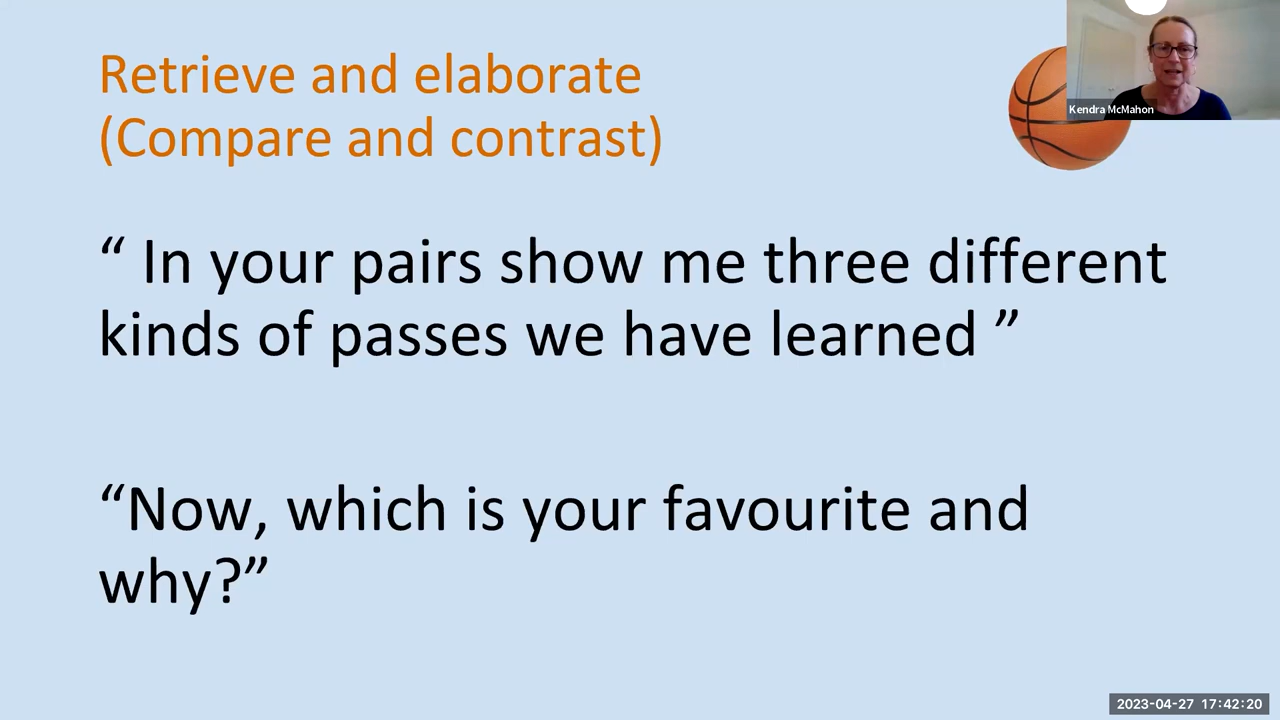 Retrieve and elaborate
(Compare and contrast)
Kendra McMahon
“ In your pairs show me three different
kinds of passes we have learned ”
“Now, which is your favourite and
why?”
2023-04-27 17:42:20